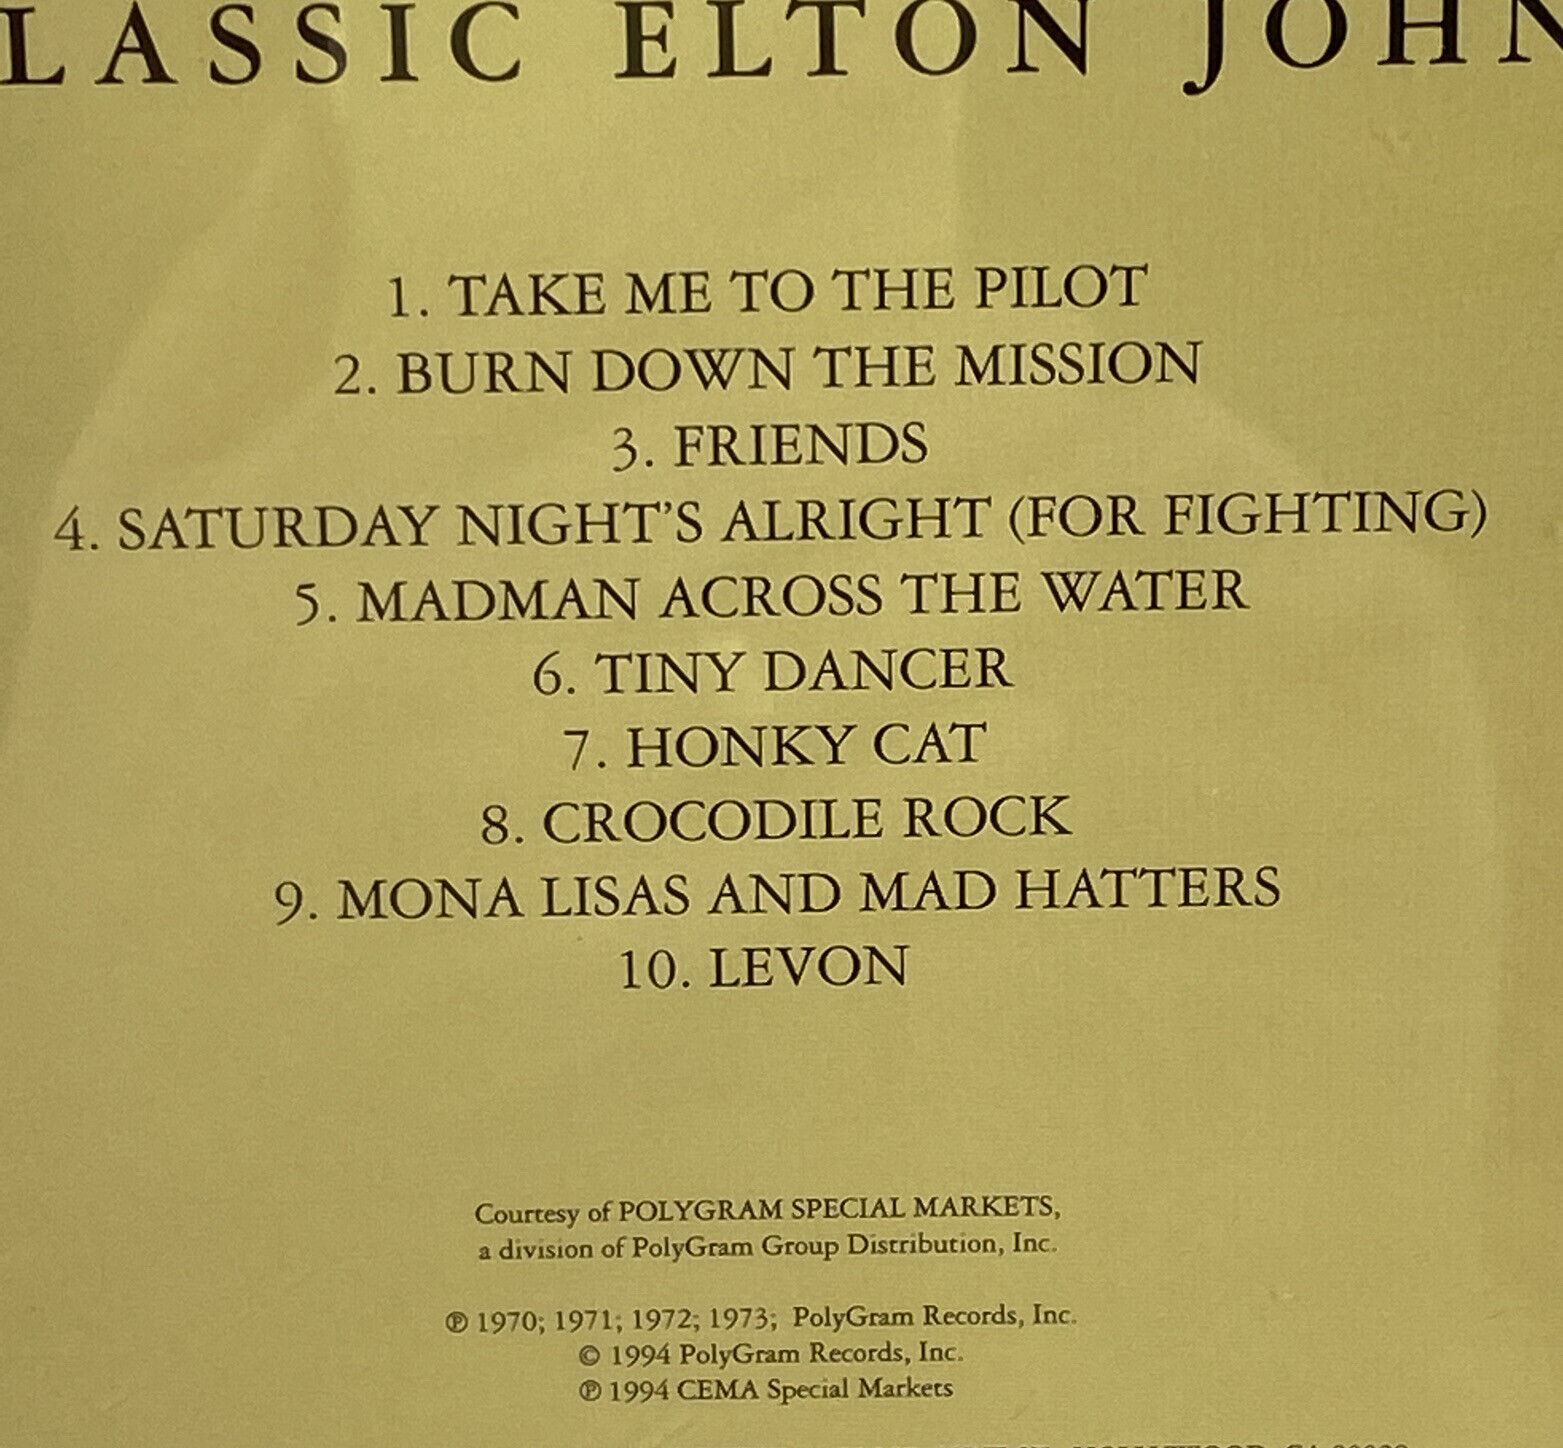 LASSIC ELTON JOHN
1. TAKE ME TO THE PILOT
2. BURN DOWN THE MISSION
3. FRIENDS
4. SATURDAY NIGHT'S ALRIGHT (FOR FIGHTING)
5. MADMAN ACROSS THE WATER
6. TINY DANCER
7. HONKY CAT
8. CROCODILE ROCK
9. MONA LISAS AND MAD HATTERS
10. LEVON
Courtesy of POLYGRAM SPECIAL MARKETS,
a division of PolyGram Group Distribution, Inc.
℗ 1970; 1971; 1972; 1973; PolyGram Records, Inc.
© 1994 PolyGram Records, Inc.
℗ 1994 CEMA Special Markets